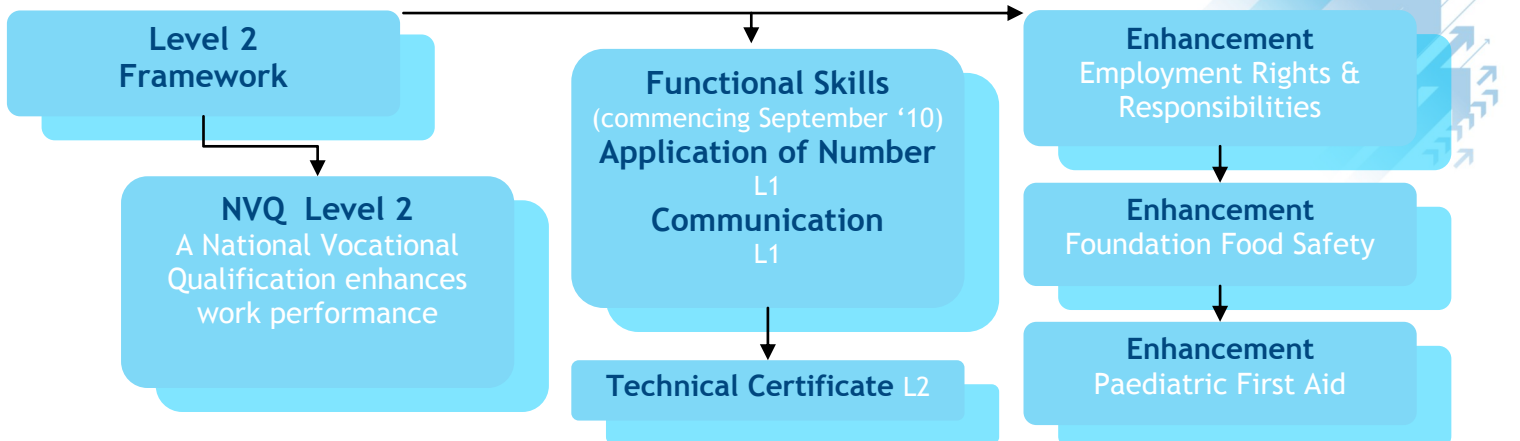 Level 2
Framework
NVQ  Level 2
A National Vocational
Qualification enhances
work performance
Functional Skills
(commencing September ‘10)
Application of Number
L1
Communication
L1
Technical Certificate L2
Enhancement
Employment Rights &
Responsibilities
Enhancement
Foundation Food Safety
Enhancement
Paediatric First Aid